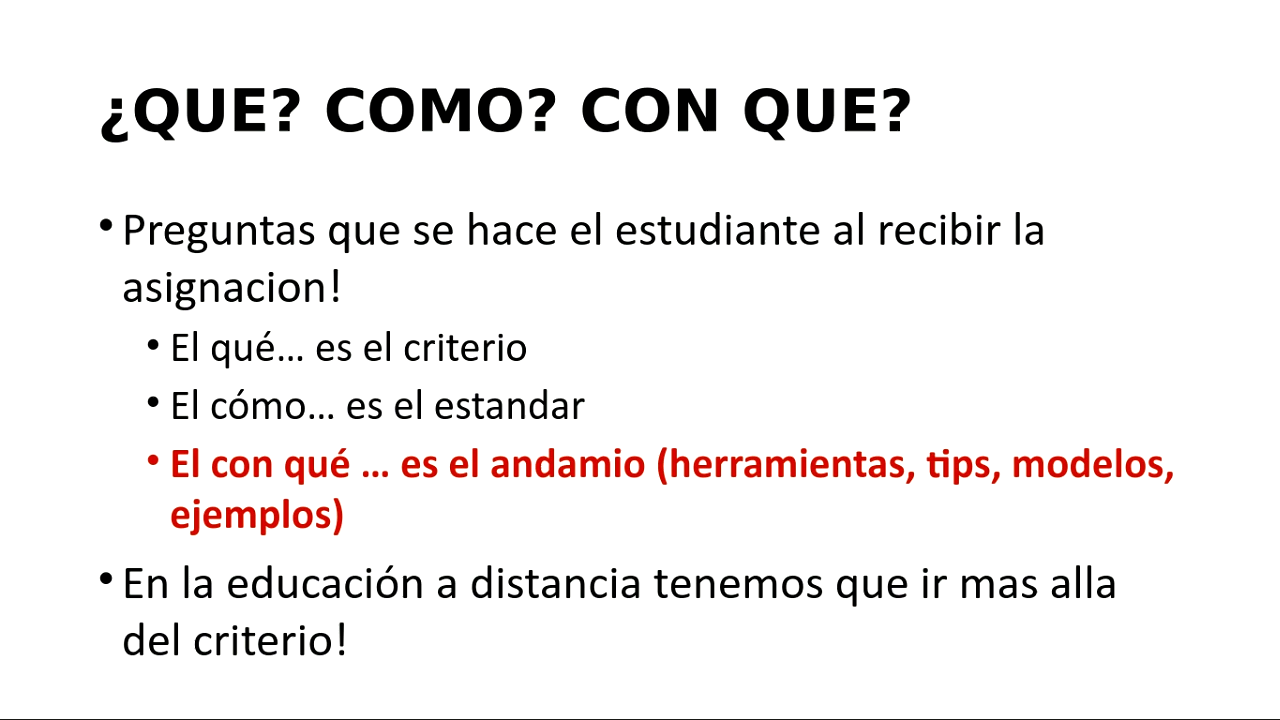 ¿QUE? COMO? CON QUE?
• Preguntas que se hace el estudiante al recibir la
asignacion!
• El qué... es el criterio
• El cómo... es el estandar
• El con qué ... es el andamio (herramientas, tips, modelos,
ejemplos)
• En la educación a distancia tenemos que ir mas alla
del criterio!